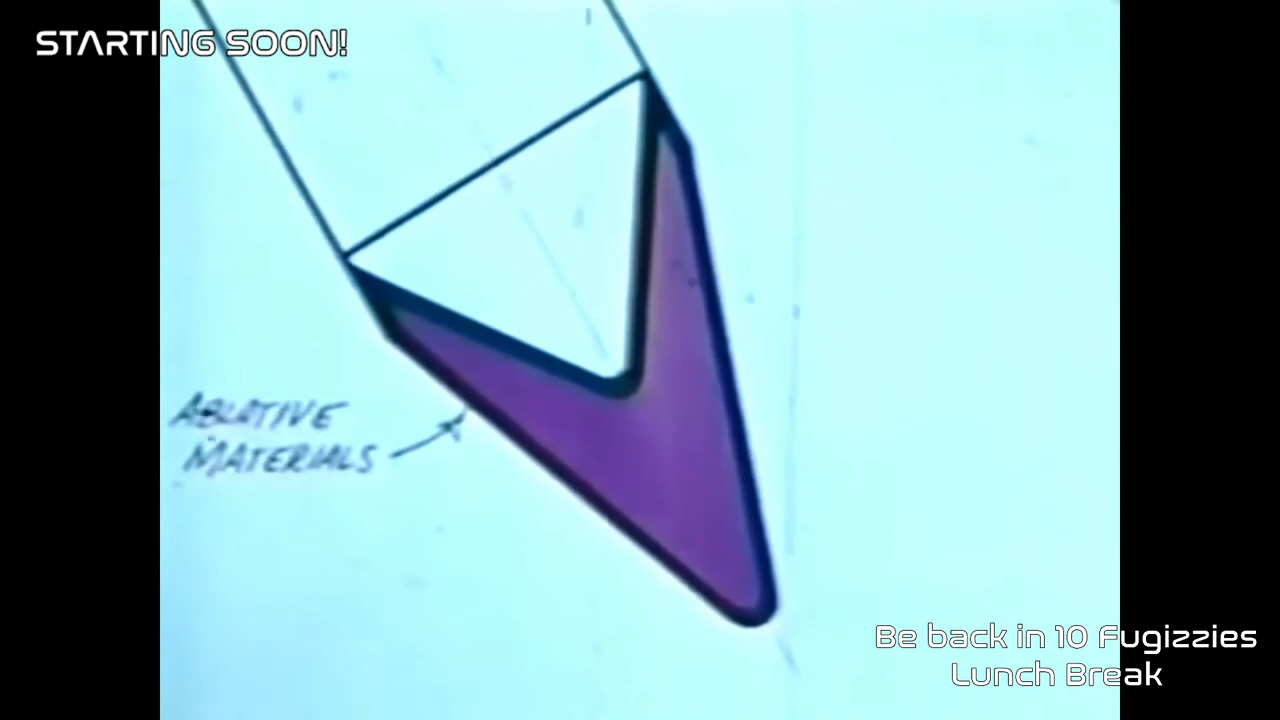 STARTING SOON!
ABLATIVE
MATERIALS
Be back in 10 Fugizzies
Lunch Break